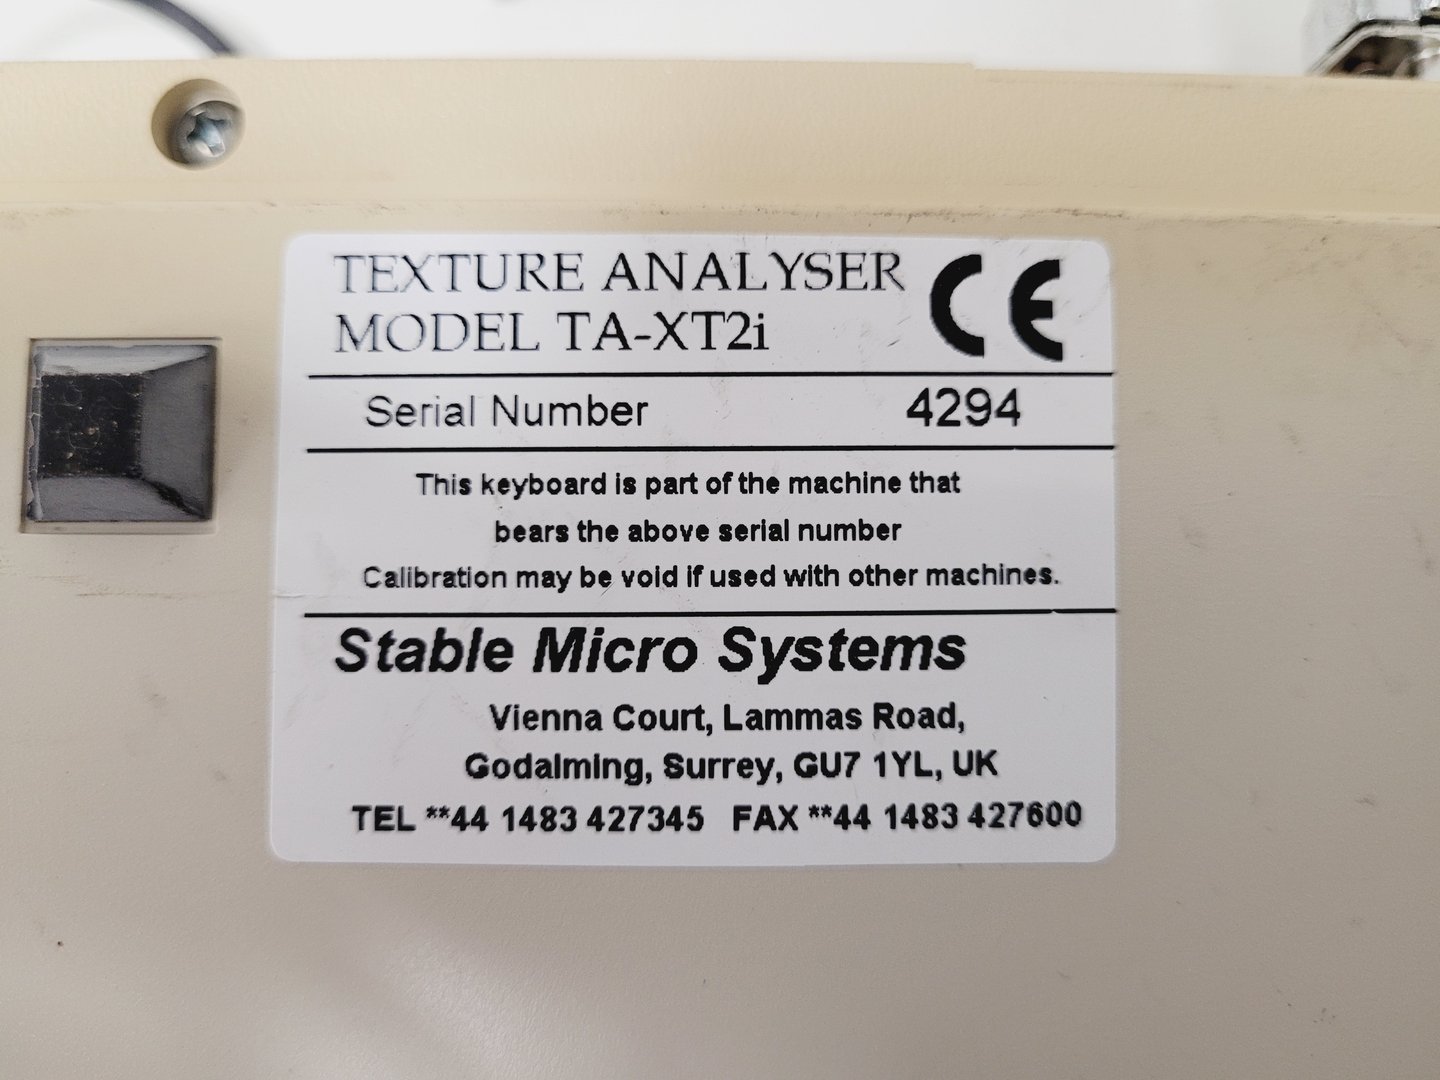 TEXTURE ANALYSER
MODEL TA-XT2i
CE
Serial Number 4294
This keyboard is part of the machine that
bears the above serial number
Calibration may be void if used with other machines.
Stable Micro Systems
Vienna Court, Lammas Road,
Godalming, Surrey, GU7 1YL, UK
TEL **44 1483 427345 FAX **44 1483 427600